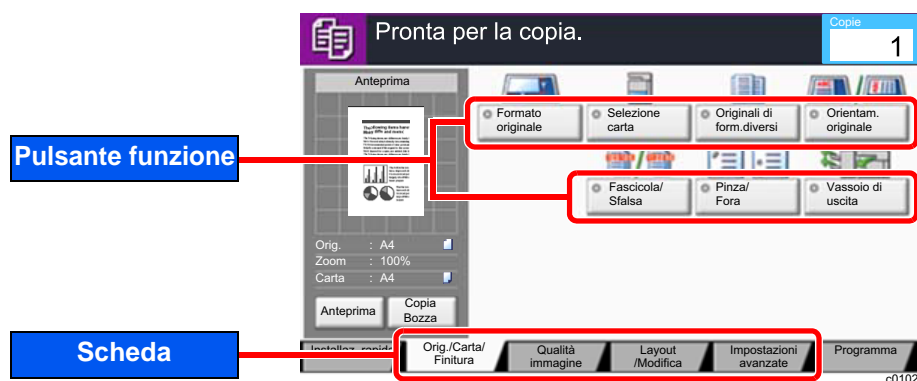 Pronta per la copia.
Copie
1
Anteprima
Formato
originale
Selezione
carta
Originali di
form.diversi
Orientam.
originale
Pulsante funzione
Fascicola/
Sfalsa
Pinza/
Fora
Vassoio di
uscita
Orig. : A4
Zoom : 100%
Carta : A4
Anteprima
Copia
Bozza
Scheda
Orig./Carta/
Finitura
Qualità
immagine
Layout
/Modifica
Impostazioni
avanzate
Programma
c0102